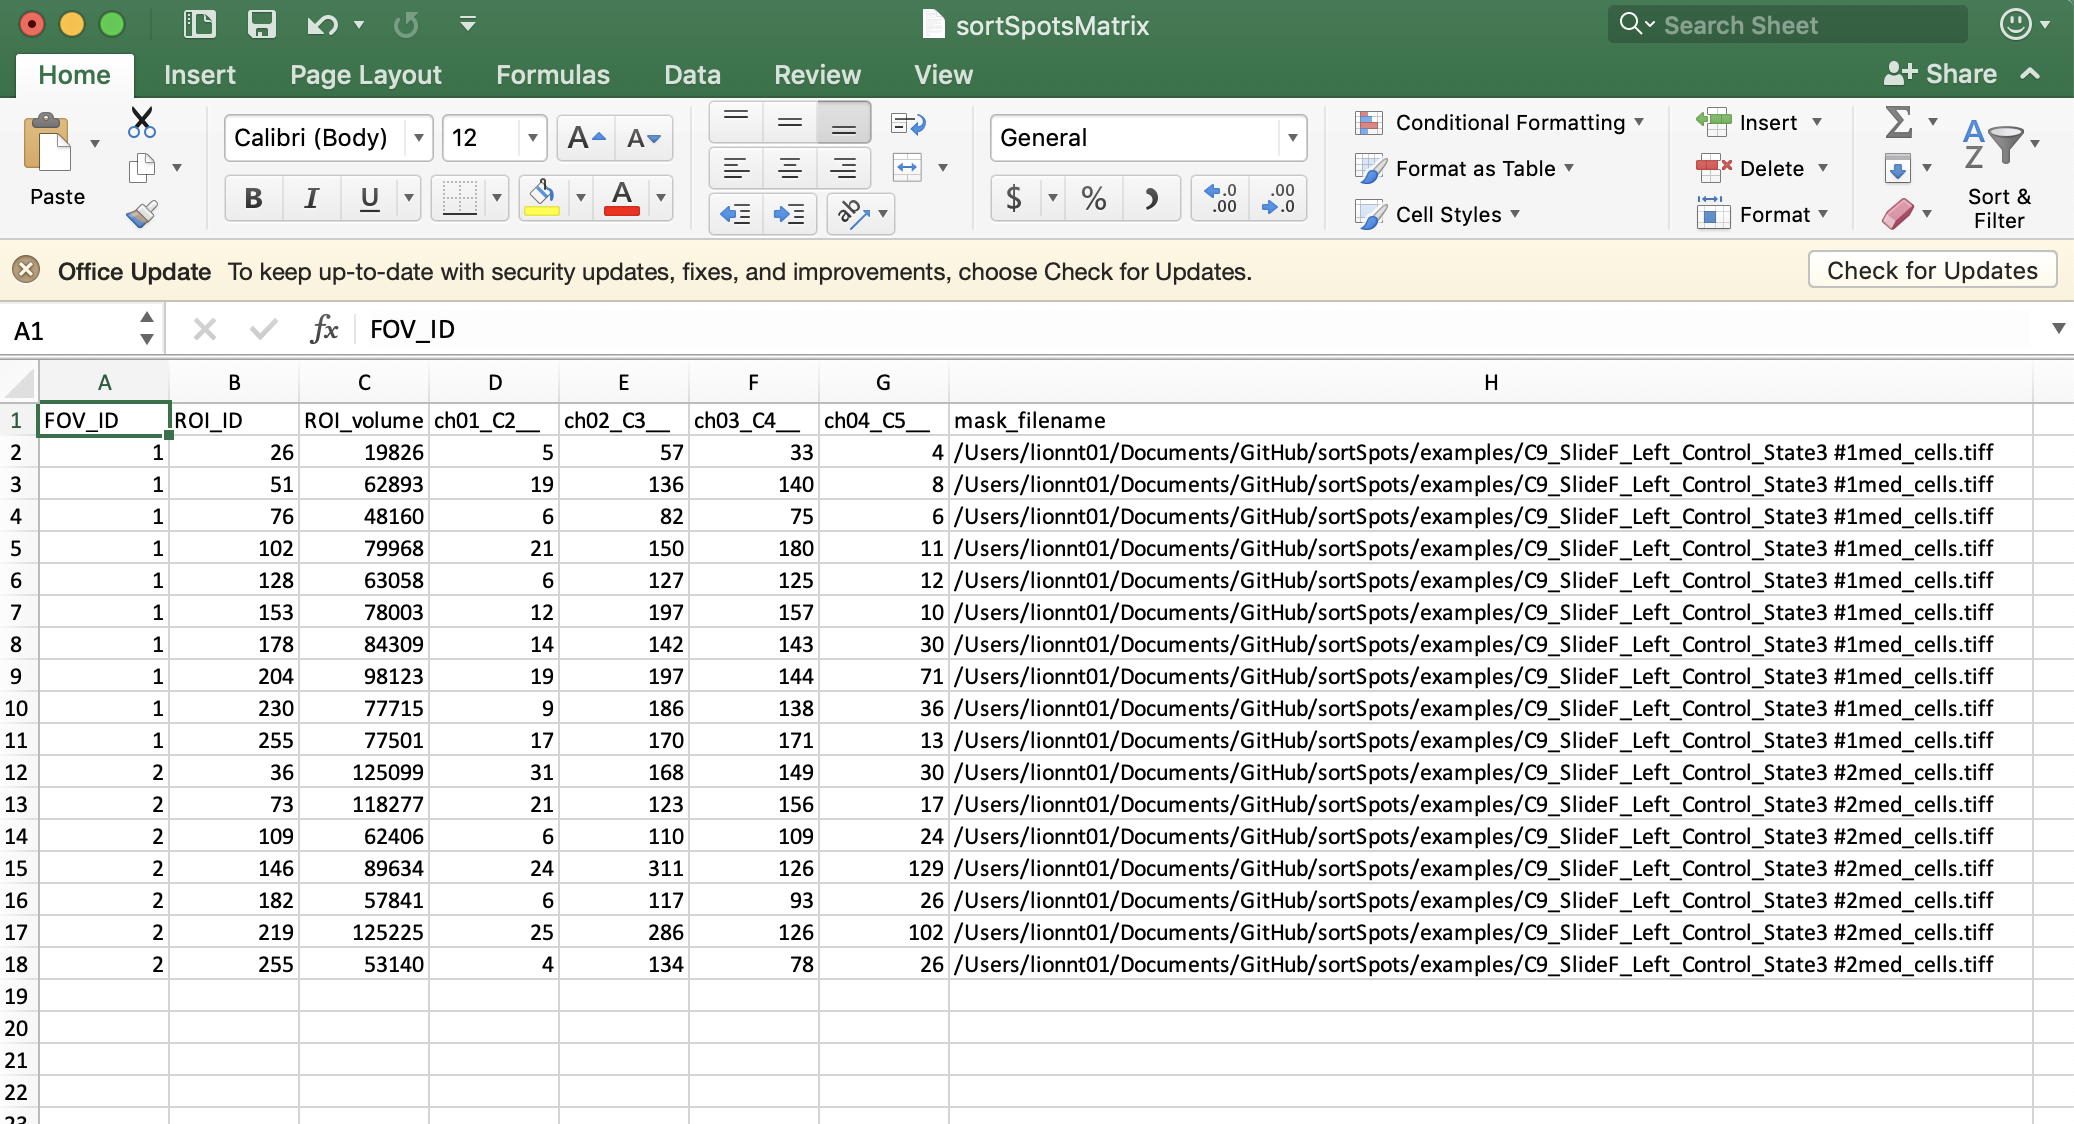 sortSpotsMatrix
Search Sheet
Home Insert Page Layout Formulas Data Review View Share
Paste
Calibri (Body) 12 A A
B I U A
ab
General
$ % .0 .00 .00 .0
Conditional Formatting
Format as Table
Cell Styles
Insert
Delete
Format
A Z
Sort & Filter
Office Update To keep up-to-date with security updates, fixes, and improvements, choose Check for Updates. Check for Updates
A1 fx FOV_ID
A B C D E F G H
1 FOV_ID ROI_ID ROI_volume ch01_C2__ ch02_C3__ ch03_C4__ ch04_C5__ mask_filename
2 1 26 19826 5 57 33 4 /Users/lionnt01/Documents/GitHub/sortSpots/examples/C9_SlideF_Left_Control_State3 #1med_cells.tiff
3 1 51 62893 19 136 140 8 /Users/lionnt01/Documents/GitHub/sortSpots/examples/C9_SlideF_Left_Control_State3 #1med_cells.tiff
4 1 76 48160 6 82 75 6 /Users/lionnt01/Documents/GitHub/sortSpots/examples/C9_SlideF_Left_Control_State3 #1med_cells.tiff
5 1 102 79968 21 150 180 11 /Users/lionnt01/Documents/GitHub/sortSpots/examples/C9_SlideF_Left_Control_State3 #1med_cells.tiff
6 1 128 63058 6 127 125 12 /Users/lionnt01/Documents/GitHub/sortSpots/examples/C9_SlideF_Left_Control_State3 #1med_cells.tiff
7 1 153 78003 12 197 157 10 /Users/lionnt01/Documents/GitHub/sortSpots/examples/C9_SlideF_Left_Control_State3 #1med_cells.tiff
8 1 178 84309 14 142 143 30 /Users/lionnt01/Documents/GitHub/sortSpots/examples/C9_SlideF_Left_Control_State3 #1med_cells.tiff
9 1 204 98123 19 197 144 71 /Users/lionnt01/Documents/GitHub/sortSpots/examples/C9_SlideF_Left_Control_State3 #1med_cells.tiff
10 1 230 77715 9 186 138 36 /Users/lionnt01/Documents/GitHub/sortSpots/examples/C9_SlideF_Left_Control_State3 #1med_cells.tiff
11 1 255 77501 17 170 171 13 /Users/lionnt01/Documents/GitHub/sortSpots/examples/C9_SlideF_Left_Control_State3 #1med_cells.tiff
12 2 36 125099 31 168 149 30 /Users/lionnt01/Documents/GitHub/sortSpots/examples/C9_SlideF_Left_Control_State3 #2med_cells.tiff
13 2 73 118277 21 123 156 17 /Users/lionnt01/Documents/GitHub/sortSpots/examples/C9_SlideF_Left_Control_State3 #2med_cells.tiff
14 2 109 62406 6 110 109 24 /Users/lionnt01/Documents/GitHub/sortSpots/examples/C9_SlideF_Left_Control_State3 #2med_cells.tiff
15 2 146 89634 24 311 126 129 /Users/lionnt01/Documents/GitHub/sortSpots/examples/C9_SlideF_Left_Control_State3 #2med_cells.tiff
16 2 182 57841 6 117 93 26 /Users/lionnt01/Documents/GitHub/sortSpots/examples/C9_SlideF_Left_Control_State3 #2med_cells.tiff
17 2 219 125225 25 286 126 102 /Users/lionnt01/Documents/GitHub/sortSpots/examples/C9_SlideF_Left_Control_State3 #2med_cells.tiff
18 2 255 53140 4 134 78 26 /Users/lionnt01/Documents/GitHub/sortSpots/examples/C9_SlideF_Left_Control_State3 #2med_cells.tiff
19
20
21
22
23